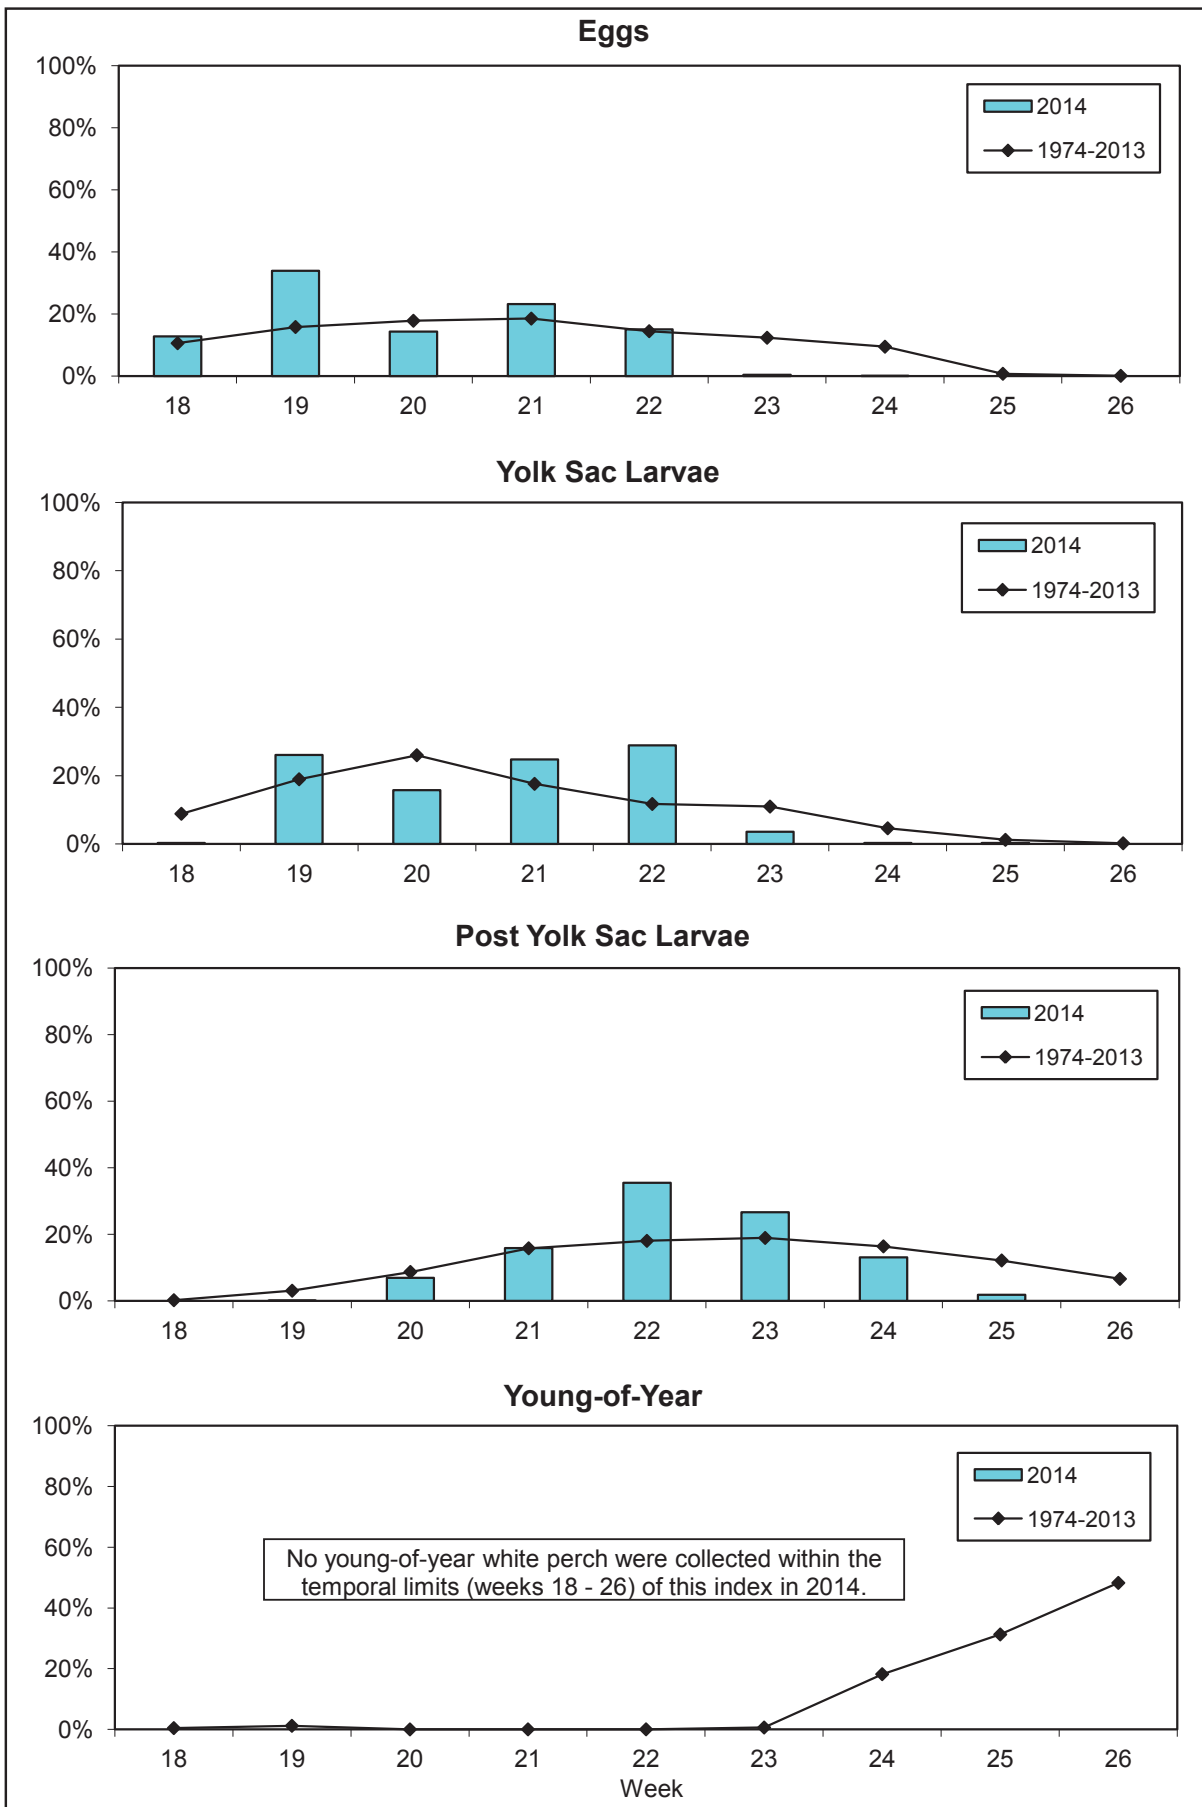 Eggs
100%
80%
60%
40%
20%
0%
2014
1974-2013
18 19 20 21 22 23 24 25 26
Yolk Sac Larvae
100%
80%
60%
40%
20%
0%
2014
1974-2013
18 19 20 21 22 23 24 25 26
Post Yolk Sac Larvae
100%
80%
60%
40%
20%
0%
2014
1974-2013
18 19 20 21 22 23 24 25 26
Young-of-Year
100%
80%
60%
40%
20%
0%
2014
1974-2013
No young-of-year white perch were collected within the
temporal limits (weeks 18 - 26) of this index in 2014.
18 19 20 21 22 23 24 25 26
Week